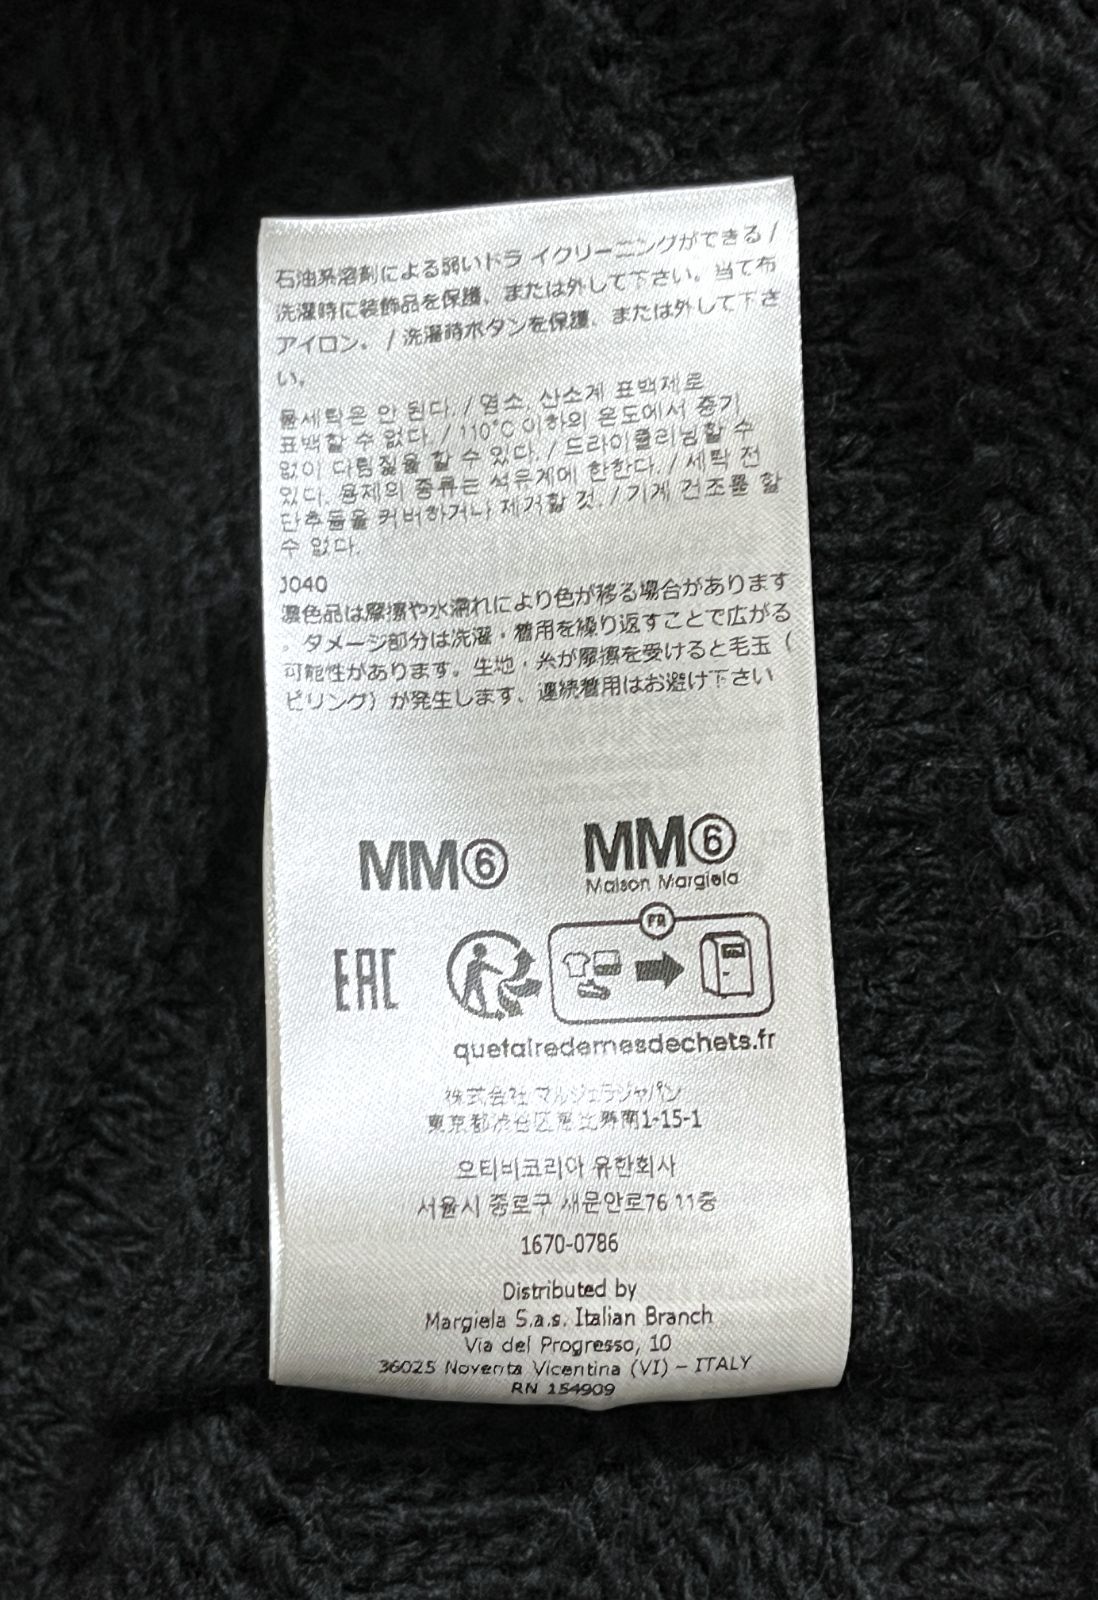 石油系溶剤による弱いドライクリーニングができる /
洗濯時に装飾品を保護、または外して下さい。当て布
アイロン。 / 洗濯時ボタンを保護、または外して下さ
い。
물세탁은 안 된다. / 염소, 산소계 표백제로
표백할 수 없다. / 110°C 이하의 온도에서 증기
없이 다림질을 할 수 있다. / 드라이클리닝할 수
있다. 용제의 종류는 석유계에 한한다. / 세탁 전
단추들을 커버하거나 제거할 것. / 기계 건조를 할
수 없다.
J040
濃色品は摩擦や水濡れにより色が移る場合があります
。ダメージ部分は洗濯・着用を繰り返すことで広がる
可能性があります。生地・糸が摩擦を受けると毛玉（
ピリング）が発生します、連続着用はお避け下さい
MM⑥
MM⑥
Maison Margiela
EAC
FR
quefairedemesdechets.fr
株式会社 マルジェラジャパン
東京都渋谷区恵比寿南1-15-1
오티비코리아 유한회사
서울시 종로구 새문안로76 11층
1670-0786
Distributed by
Margiela S.a.s. Italian Branch
Via del Progresso, 10
36025 Noventa Vicentina (VI) – ITALY
RN 154909